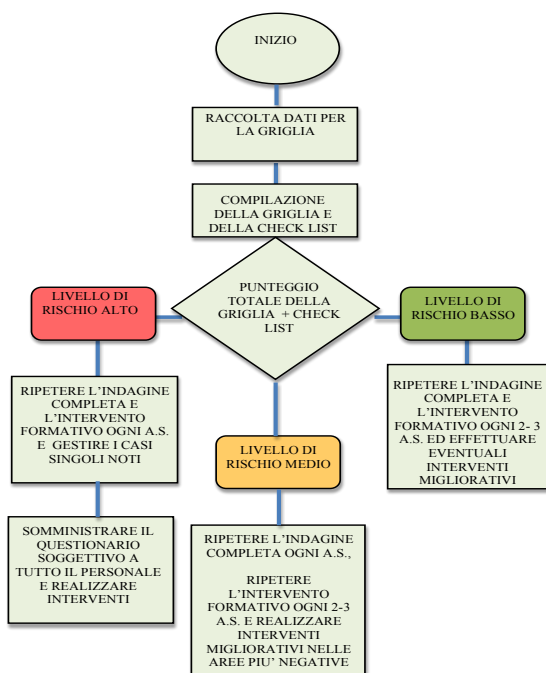 INIZIO
RACCOLTA DATI PER
LA GRIGLIA
COMPILAZIONE
DELLA GRIGLIA E
DELLA CHECK LIST
PUNTEGGIO
TOTALE DELLA
GRIGLIA + CHECK
LIST
LIVELLO DI
RISCHIO ALTO
RIPETERE L'INDAGINE
COMPLETA E
L'INTERVENTO
FORMATIVO OGNI A.S.
E GESTIRE I CASI
SINGOLI NOTI
SOMMINISTRARE IL
QUESTIONARIO
SOGGETTIVO A
TUTTO IL PERSONALE
E REALIZZARE
INTERVENTI
LIVELLO DI
RISCHIO MEDIO
RIPETERE L'INDAGINE
COMPLETA OGNI A.S.,
RIPETERE
L'INTERVENTO
FORMATIVO OGNI 2-3
A.S. E REALIZZARE
INTERVENTI
MIGLIORATIVI NELLE
AREE PIU' NEGATIVE
LIVELLO DI
RISCHIO BASSO
RIPETERE L'INDAGINE
COMPLETA E
L'INTERVENTO
FORMATIVO OGNI 2- 3
A.S. ED EFFETTUARE
EVENTUALI
INTERVENTI
MIGLIORATIVI